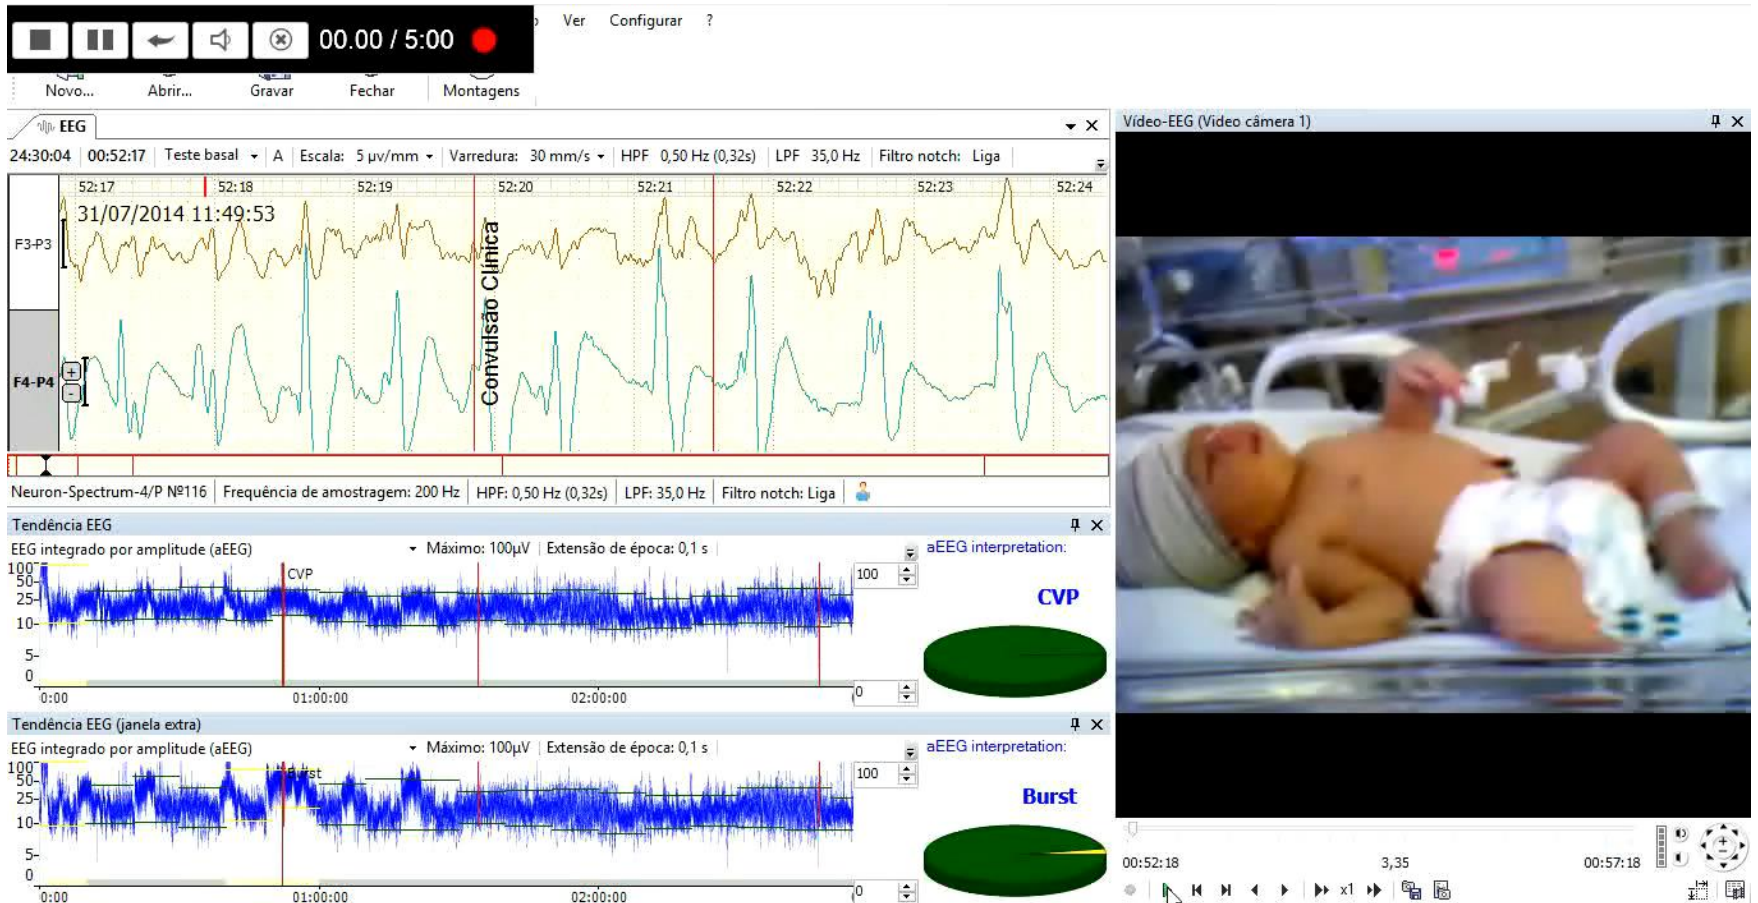 00.00 / 5:00
Ver Configurar ?
Novo... Abrir... Gravar Fechar Montagens
EEG
24:30:04 00:52:17 Teste basal A Escala: 5 µv/mm Varredura: 30 mm/s HPF 0,50 Hz (0,32s) LPF 35,0 Hz Filtro notch: Liga
52:17 52:18 52:19 52:20 52:21 52:22 52:23 52:24
31/07/2014 11:49:53
F3-P3
Convulsão Clínica
F4-P4
+
-
Neuron-Spectrum-4/P Nº116 Frequência de amostragem: 200 Hz HPF: 0,50 Hz (0,32s) LPF: 35,0 Hz Filtro notch: Liga
Tendência EEG
EEG integrado por amplitude (aEEG) Máximo: 100µV Extensão de época: 0,1 s
aEEG interpretation:
100
50
25
10
5
0
CVP
100
CVP
0
0:00 01:00:00 02:00:00
Tendência EEG (janela extra)
EEG integrado por amplitude (aEEG) Máximo: 100µV Extensão de época: 0,1 s
aEEG interpretation:
100
50
25
10
5
0
Burst
100
Burst
0
0:00 01:00:00 02:00:00
Vídeo-EEG (Video câmera 1)
00:52:18 3,35 00:57:18
x1